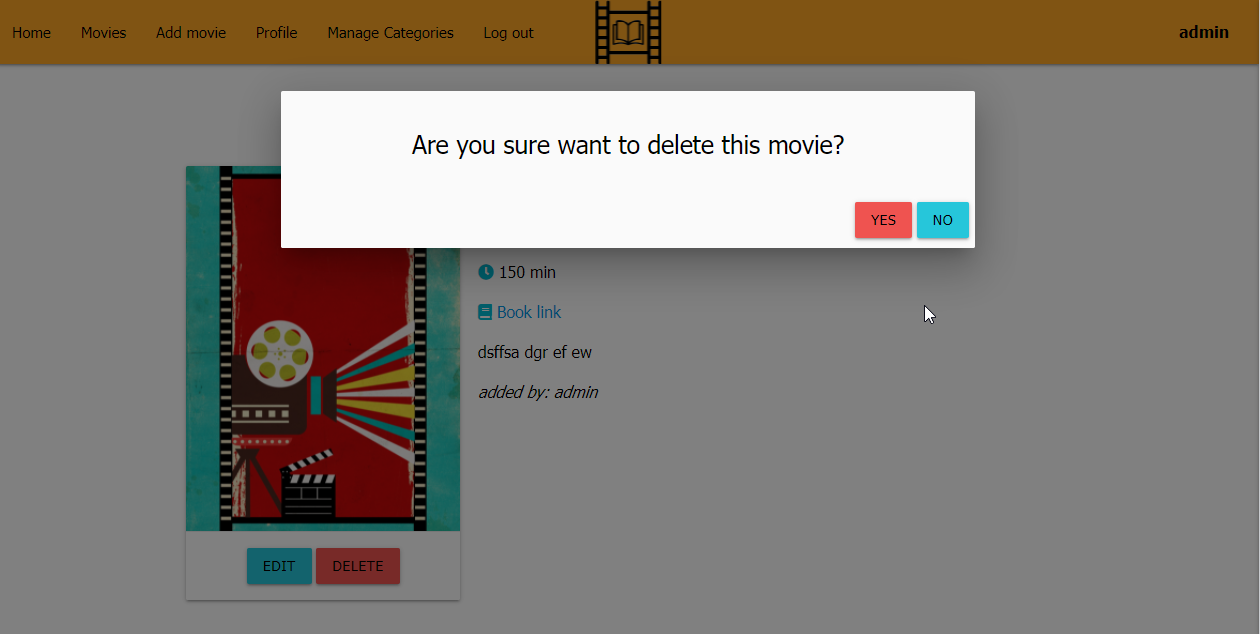 Home Movies Add movie Profile Manage Categories Log out admin
Are you sure want to delete this movie?
YES NO
150 min
Book link
dsffsa dgr ef ew
added by: admin
EDIT DELETE